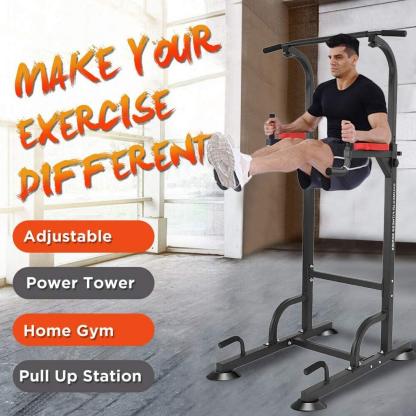 MAKE YOUR
EXERCISE
DIFFERENT
Adjustable
Power Tower
Home Gym
Pull Up Station